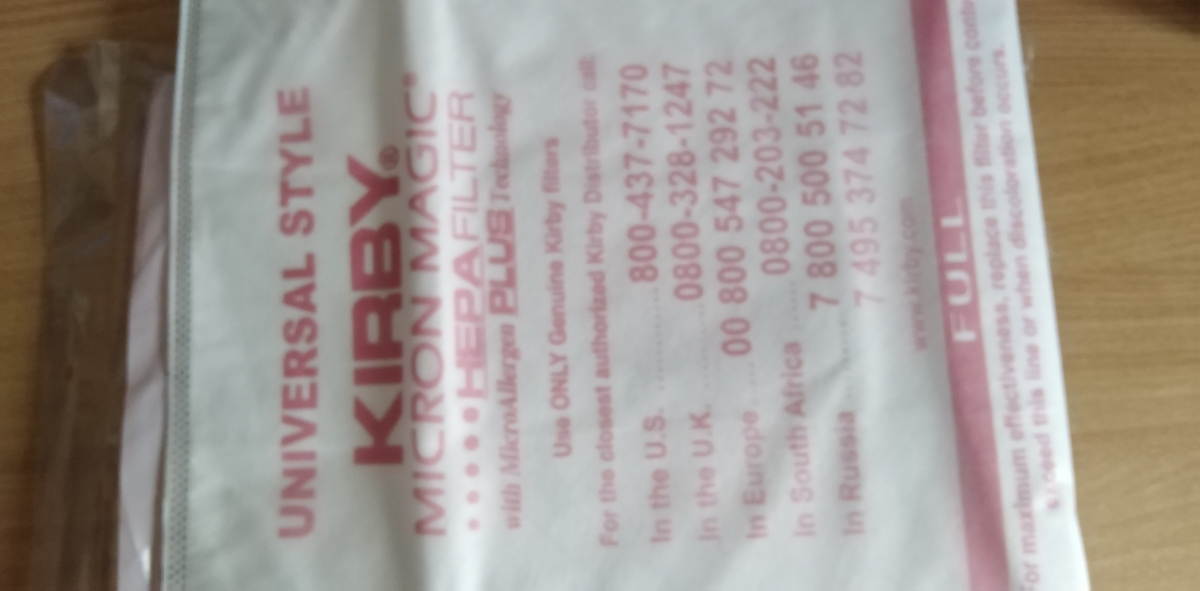 UNIVERSAL STYLE
KIRBY®
MICRON MAGIC®
•••••HEPAFILTER
with MicroAllergen PLUS Technology
Use ONLY Genuine Kirby filters
For the closest authorized Kirby Distributor call:
In the U.S. ............ 800-437-7170
In the U.K. ......... 0800-328-1247
In Europe..... 00 800 547 292 72
In South Africa ..... 0800-203-222
In Russia ........ 7 800 500 51 46
7 495 374 72 82
www.kirby.com
FULL
For maximum effectiveness, replace this filter before
exceed this line or when discoloration occurs.